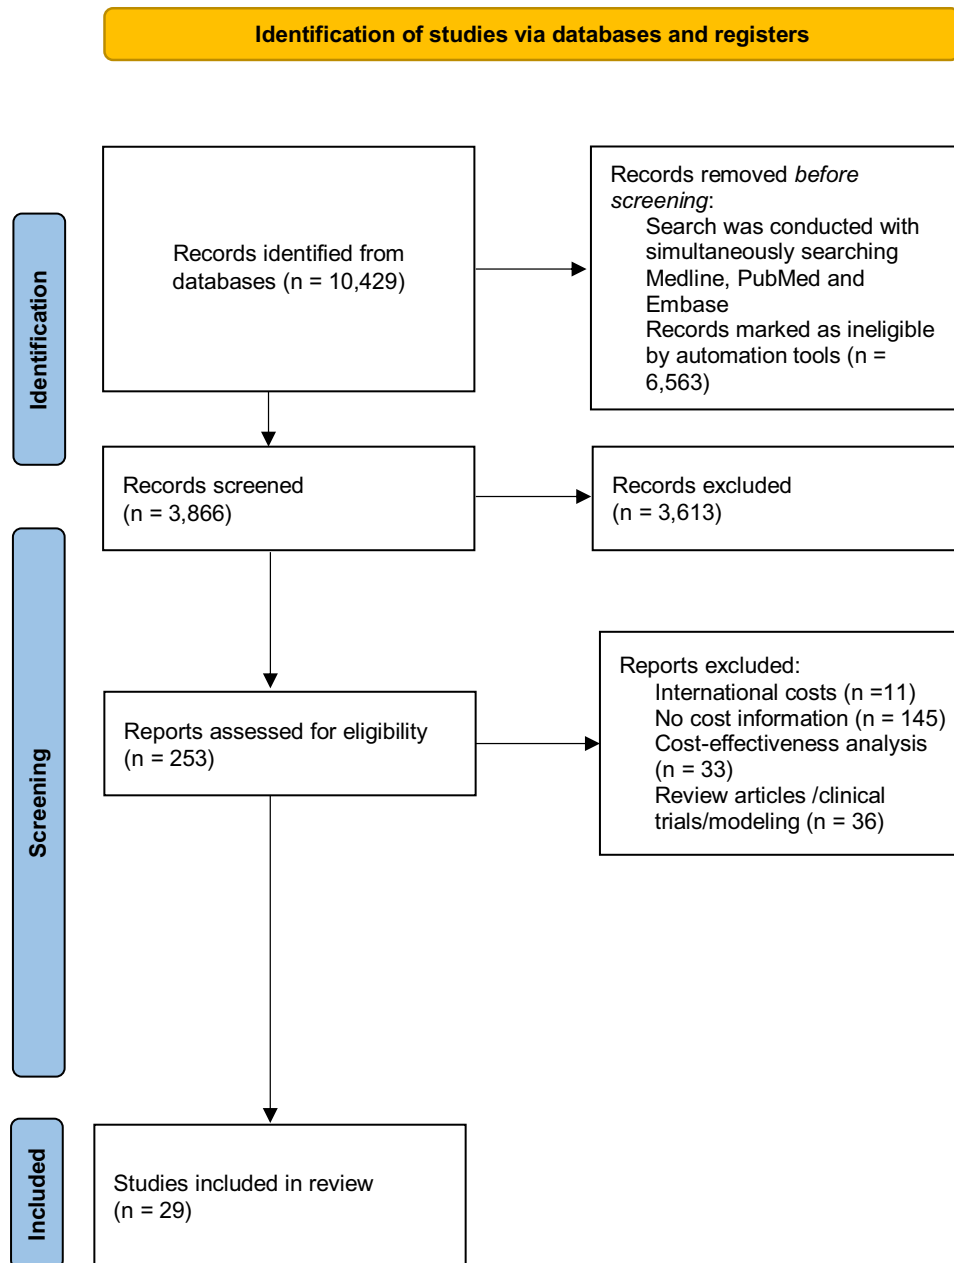 Identification of studies via databases and registers
Identification
Records identified from
databases (n = 10,429)
Records removed before
screening:
Search was conducted with
simultaneously searching
Medline, PubMed and
Embase
Records marked as ineligible
by automation tools (n =
6,563)
Records screened
(n = 3,866)
Records excluded
(n = 3,613)
Screening
Reports assessed for eligibility
(n = 253)
Reports excluded:
International costs (n =11)
No cost information (n = 145)
Cost-effectiveness analysis
(n = 33)
Review articles /clinical
trials/modeling (n = 36)
Included
Studies included in review
(n = 29)